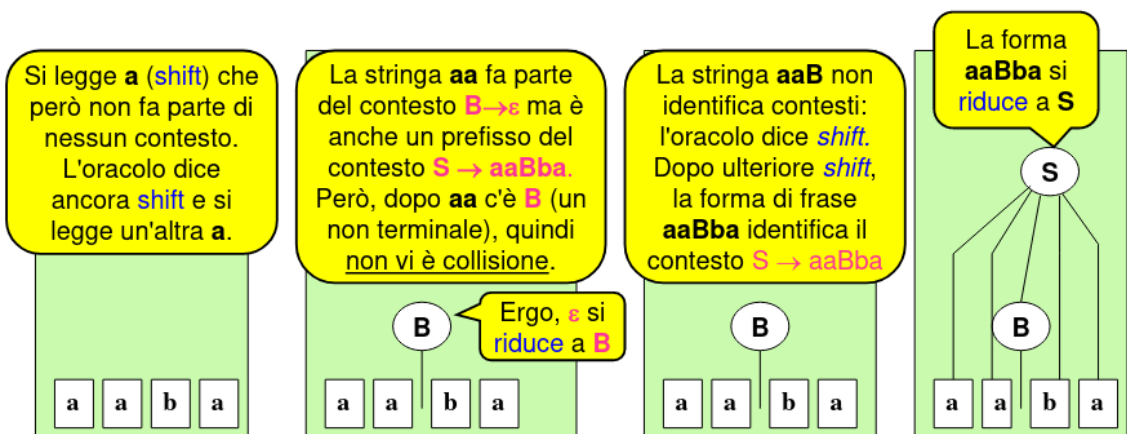 Si legge a (shift) che
però non fa parte di
nessun contesto.
L'oracolo dice
ancora shift e si
legge un'altra a.
a a b a
La stringa aa fa parte
del contesto B→ε ma è
anche un prefisso del
contesto S → aaBba.
Però, dopo aa c'è B (un
non terminale), quindi
non vi è collisione.
B
Ergo, ε si
riduce a B
a a b a
La stringa aaB non
identifica contesti:
l'oracolo dice shift.
Dopo ulteriore shift,
la forma di frase
aaBba identifica il
contesto S → aaBba
B
a a b a
La forma
aaBba si
riduce a S
S
B
a a b a